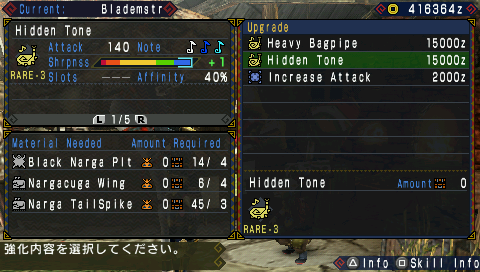 Current: Blademstr
416364z
Hidden Tone
Attack 140 Note
Shrpnss +1
RARE-3
Slots --- Affinity 40%
L 1/5 R
Material Needed Amount Required
Black Narga Plt 0 14/ 4
Nargacuga Wing 0 6/ 4
Narga TailSpike 0 45/ 3
Upgrade
Heavy Bagpipe 15000z
Hidden Tone 15000z
Increase Attack 2000z
Hidden Tone Amount 0
RARE-3
強化内容を選択してください。
△ Info □ Skill Info